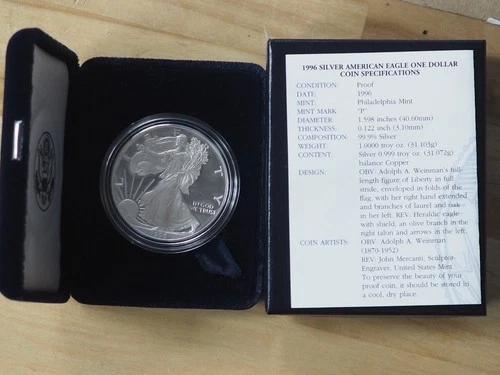 IN GOD
WE TRUST
1996 SILVER AMERICAN EAGLE ONE DOLLAR
COIN SPECIFICATIONS
CONDITION: Proof
DATE: 1996
MINT: Philadelphia Mint
MINT MARK "P"
DIAMETER: 1.598 inches (40.60mm)
THICKNESS: 0.122 inch (3.10mm)
COMPOSITION: 99.9% Silver
WEIGHT: 1.0000 troy oz. (31.103g)
CONTENT: Silver 0.999 troy oz. (31.072g)
balance Copper
DESIGN: OBV: Adolph A. Weinman's full-
length figure of Liberty in full
stride, enveloped in folds of the
flag, with her right hand extended
and branches of laurel and oak
in her left. REV: Heraldic eagle
with shield, an olive branch in the
right talon and arrows in the left.
COIN ARTISTS: OBV: Adolph A. Weinman
(1870-1952)
REV: John Mercanti, Sculptor-
Engraver, United States Mint
To preserve the beauty of your
proof coin, it should be stored in
a cool, dry place.